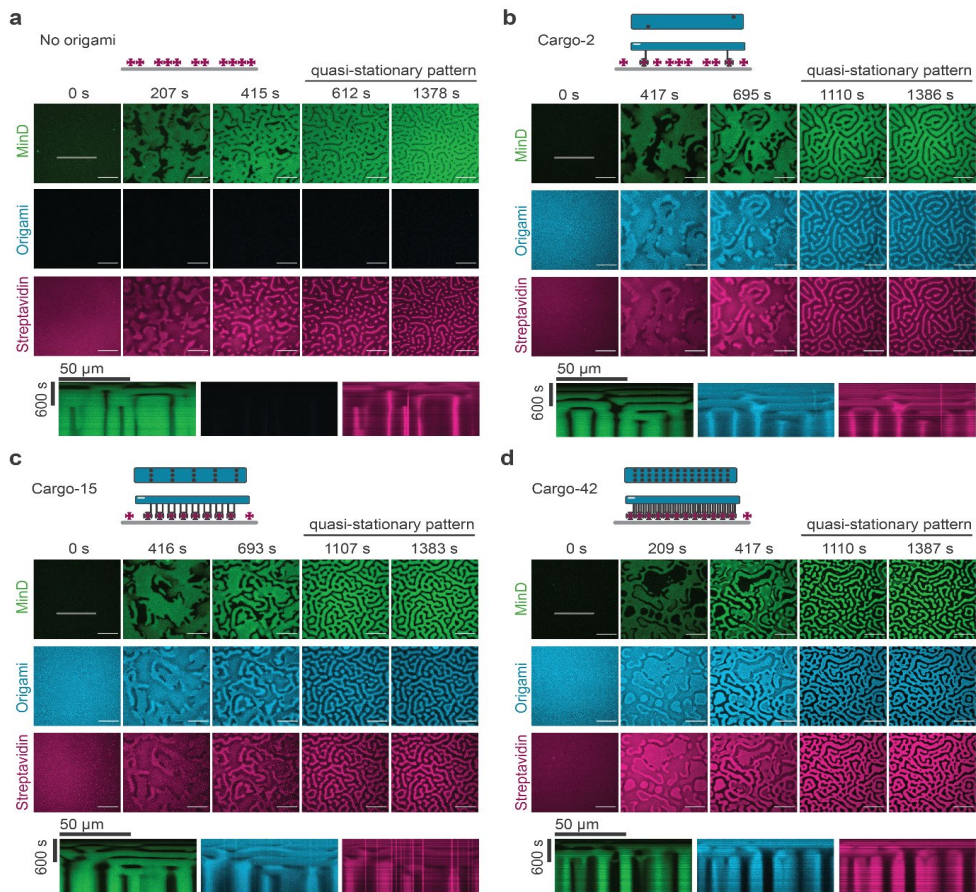 a
No origami
quasi-stationary pattern
0 s 207 s 415 s 612 s 1378 s
MinD
Origami
Streptavidin
50 µm
600 s
b
Cargo-2
quasi-stationary pattern
0 s 417 s 695 s 1110 s 1386 s
MinD
Origami
Streptavidin
50 µm
600 s
c
Cargo-15
quasi-stationary pattern
0 s 416 s 693 s 1107 s 1383 s
MinD
Origami
Streptavidin
50 µm
600 s
d
Cargo-42
quasi-stationary pattern
0 s 209 s 417 s 1110 s 1387 s
MinD
Origami
Streptavidin
50 µm
600 s